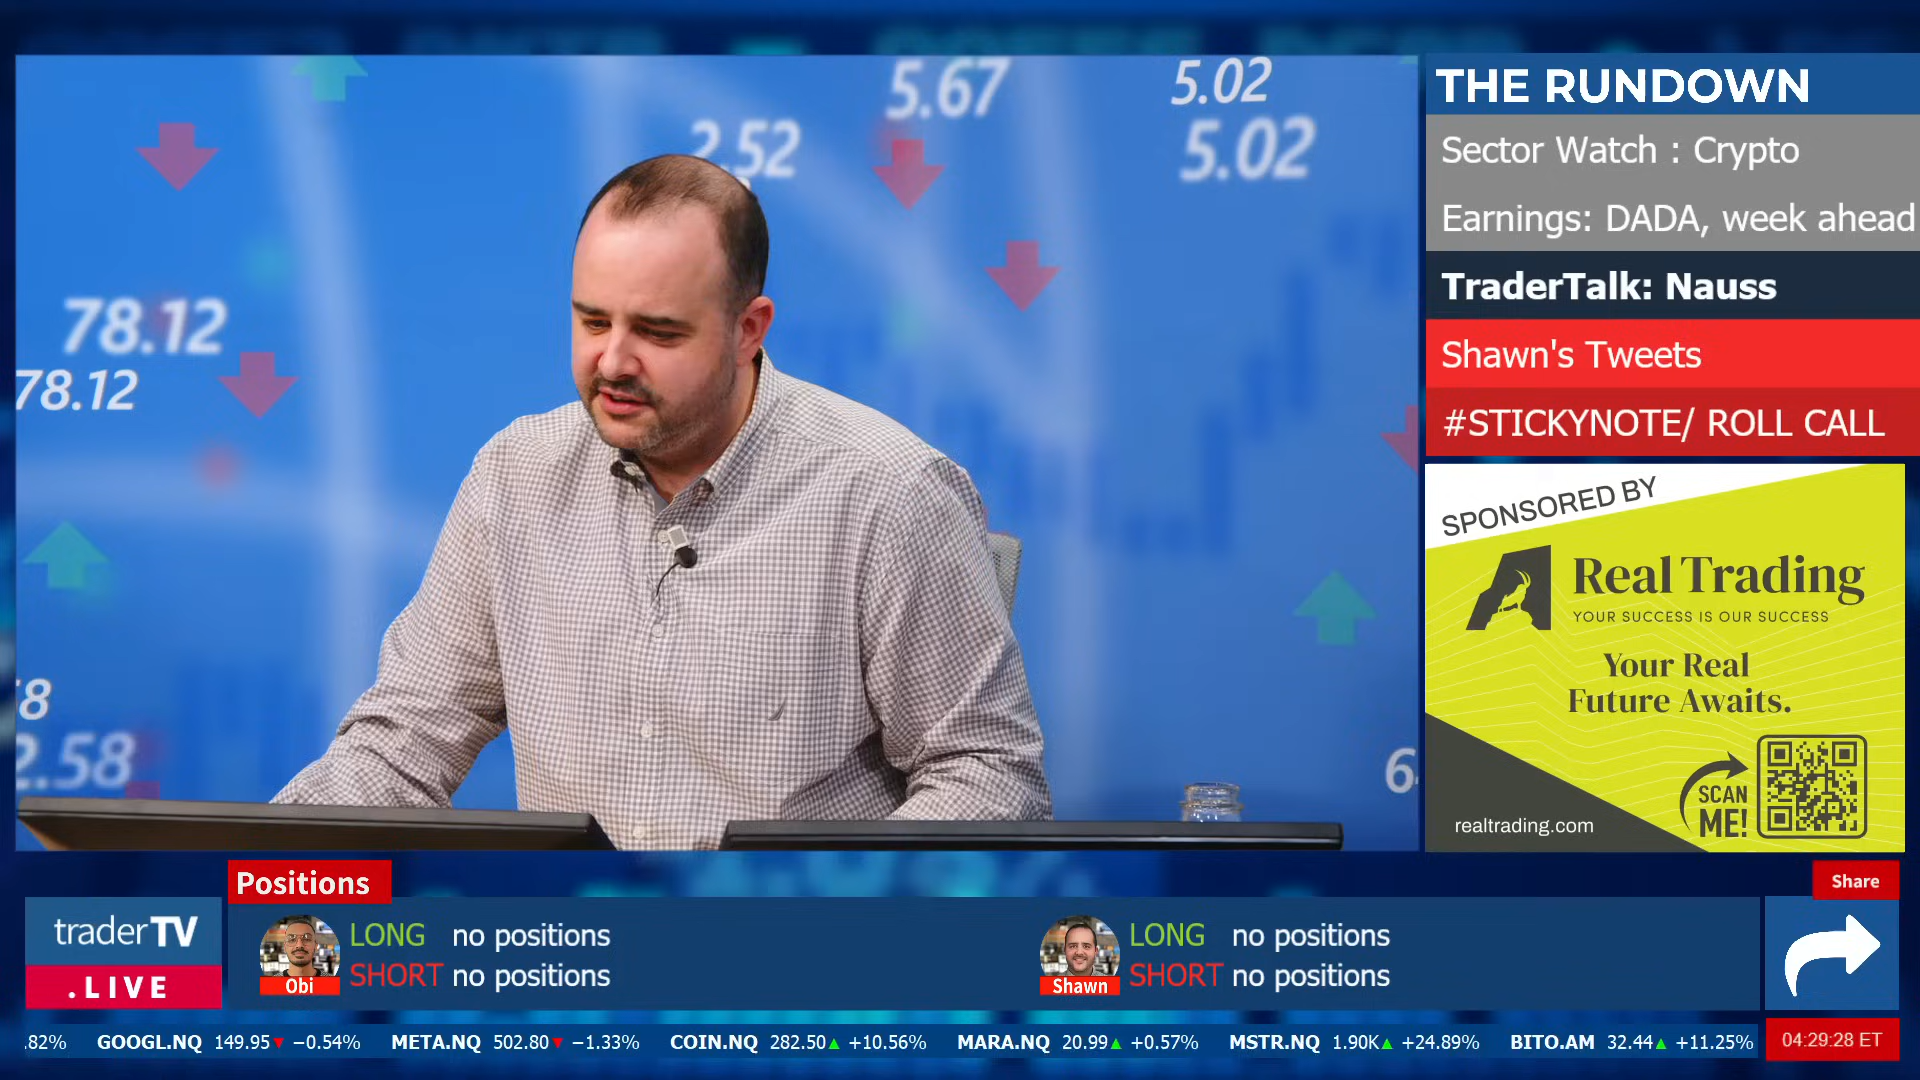 5.67
5.02
2.52
5.02
78.12
78.12
2.58
THE RUNDOWN
Sector Watch : Crypto
Earnings: DADA, week ahead
TraderTalk: Nauss
Shawn's Tweets
#STICKYNOTE/ ROLL CALL
SPONSORED BY
Real Trading
YOUR SUCCESS IS OUR SUCCESS
Your Real
Future Awaits.
SCAN
ME!
realtrading.com
Positions
Share
traderTV
.LIVE
LONG no positions
SHORT no positions
Obi
LONG no positions
SHORT no positions
Shawn
.82% GOOGL.NQ 149.95▼ −0.54% META.NQ 502.80▼ −1.33% COIN.NQ 282.50▲ +10.56% MARA.NQ 20.99▲ +0.57% MSTR.NQ 1.90K▲ +24.89% BITO.AM 32.44▲ +11.25%
04:29:28 ET